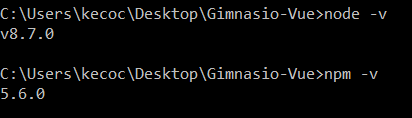 C:\Users\kecoc\Desktop\Gimnasio-Vue>node -v
v8.7.0
C:\Users\kecoc\Desktop\Gimnasio-Vue>npm -v
5.6.0